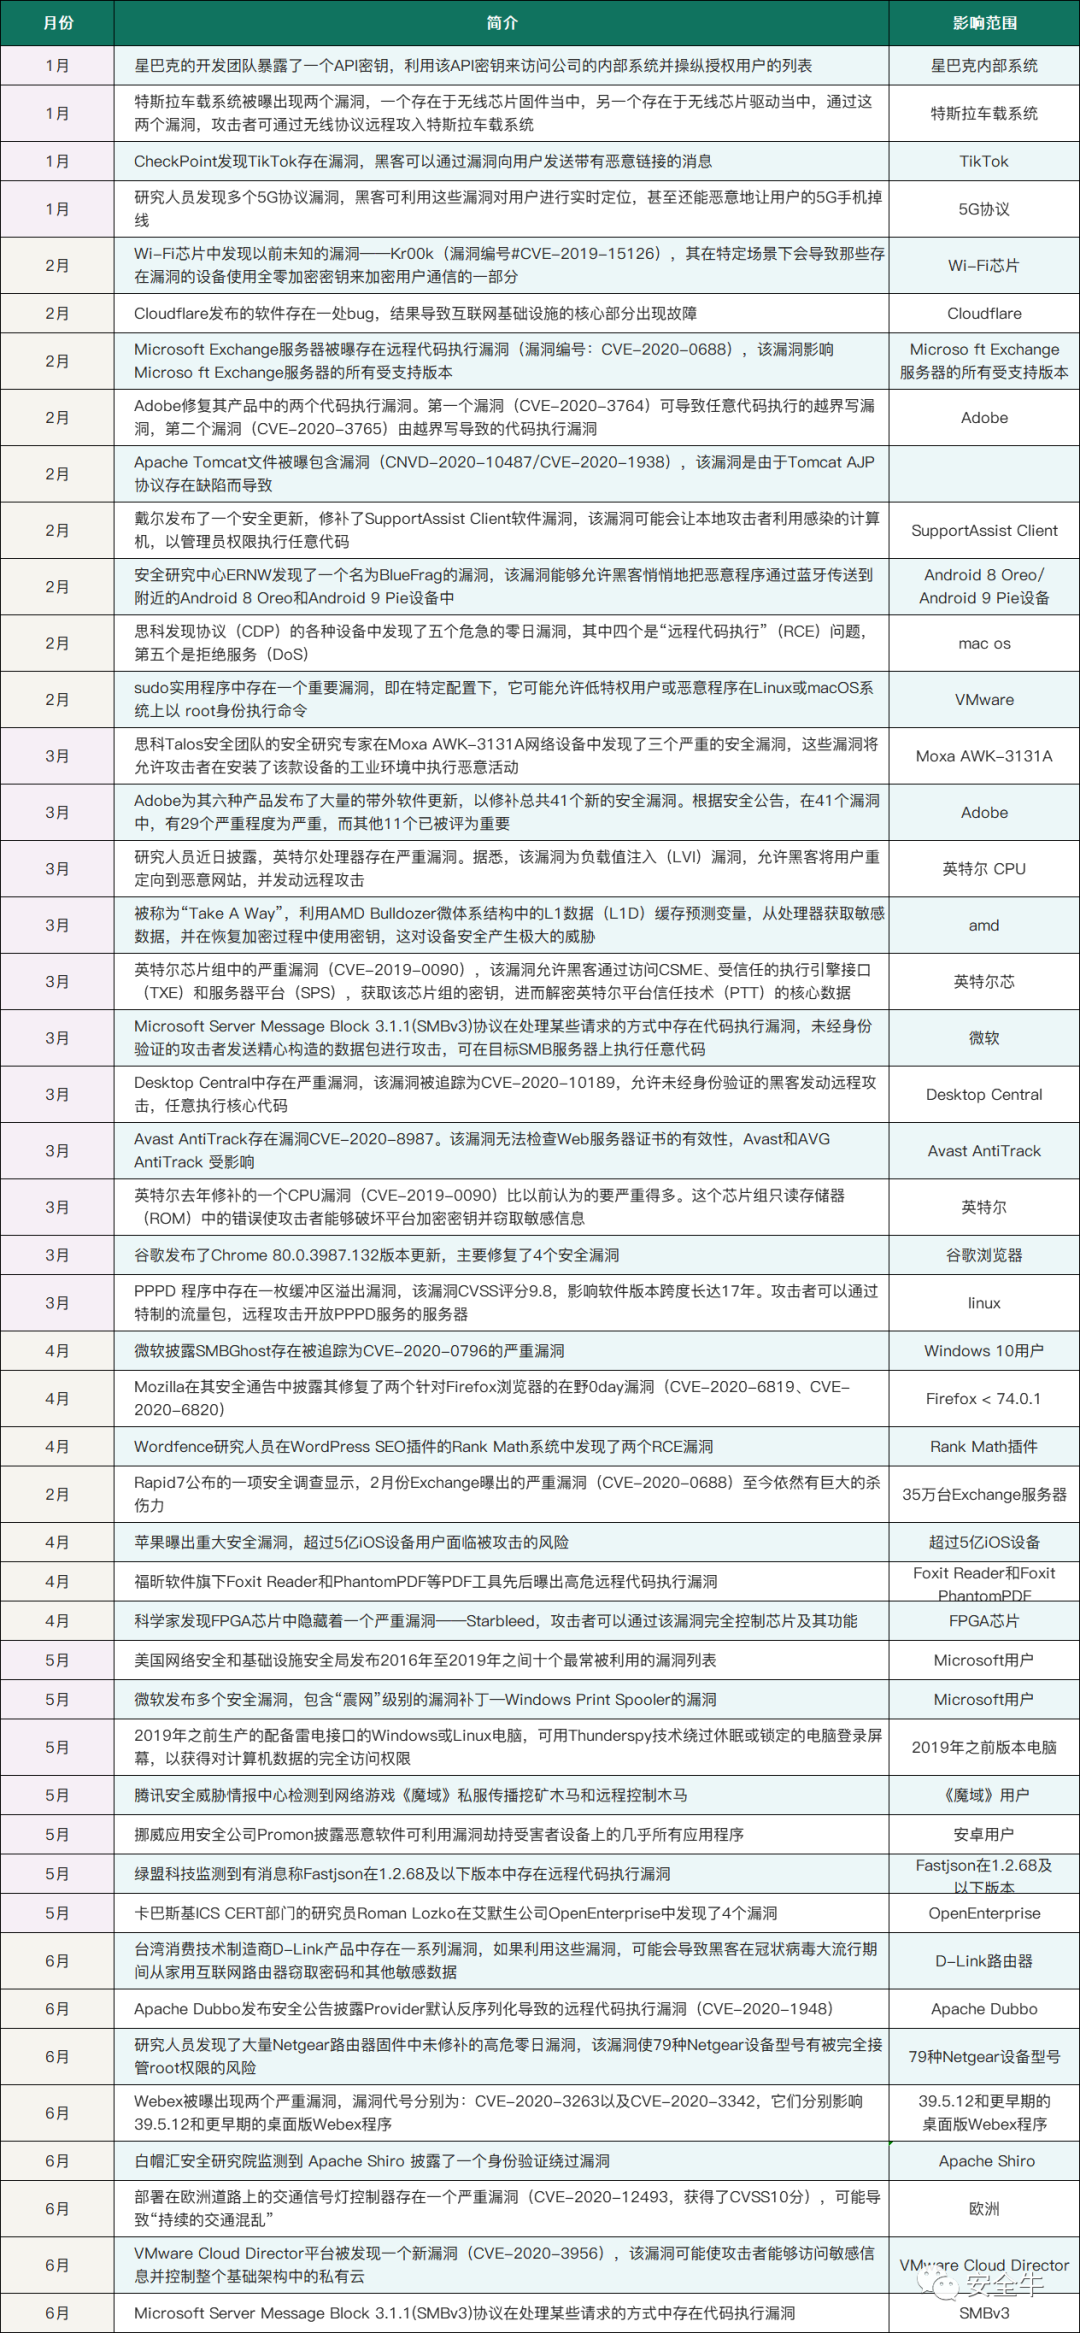 月份 简介 影响范围
1月 星巴克的开发团队暴露了一个API密钥，利用该API密钥来访问公司的内部系统并操纵授权用户的列表 星巴克内部系统
1月 特斯拉车载系统被曝出现两个漏洞，一个存在于无线芯片固件当中，另一个存在于无线芯片驱动当中，通过这
两个漏洞，攻击者可通过无线协议远程攻入特斯拉车载系统 特斯拉车载系统
1月 CheckPoint发现TikTok存在漏洞，黑客可以通过漏洞向用户发送带有恶意链接的消息 TikTok
1月 研究人员发现多个5G协议漏洞，黑客可利用这些漏洞对用户进行实时定位，甚至还能恶意地让用户的5G手机掉
线 5G协议
2月 Wi-Fi芯片中发现以前未知的漏洞——Kr00k（漏洞编号#CVE-2019-15126），其在特定场景下会导致那些存
在漏洞的设备使用全零加密密钥来加密用户通信的一部分 Wi-Fi芯片
2月 Cloudflare发布的软件存在一处bug，结果导致互联网基础设施的核心部分出现故障 Cloudflare
2月 Microsoft Exchange服务器被曝存在远程代码执行漏洞（漏洞编号：CVE-2020-0688），该漏洞影响 Microso ft Exchange
Microso ft Exchange服务器的所有受支持版本 服务器的所有受支持版本
2月 Adobe修复其产品中的两个代码执行漏洞。第一个漏洞（CVE-2020-3764）可导致任意代码执行的越界写漏
洞，第二个漏洞（CVE-2020-3765）由越界写导致的代码执行漏洞 Adobe
2月 Apache Tomcat文件被曝包含漏洞（CNVD-2020-10487/CVE-2020-1938），该漏洞是由于Tomcat AJP
协议存在缺陷而导致
2月 戴尔发布了一个安全更新，修补了SupportAssist Client软件漏洞，该漏洞可能会让本地攻击者利用感染的计算
机，以管理员权限执行任意代码 SupportAssist Client
2月 安全研究中心ERNW发现了一个名为BlueFrag的漏洞，该漏洞能够允许黑客悄悄地把恶意程序通过蓝牙传送到 Android 8 Oreo/
附近的Android 8 Oreo和Android 9 Pie设备中 Android 9 Pie设备
2月 思科发现协议（CDP）的各种设备中发现了五个危急的零日漏洞，其中四个是“远程代码执行”（RCE）问题，
第五个是拒绝服务（DoS） mac os
2月 sudo实用程序中存在一个重要漏洞，即在特定配置下，它可能允许低特权用户或恶意程序在Linux或macOS系
统上以 root身份执行命令 VMware
3月 思科Talos安全团队的安全研究专家在Moxa AWK-3131A网络设备中发现了三个严重的安全漏洞，这些漏洞将
允许攻击者在安装了该款设备的工业环境中执行恶意活动 Moxa AWK-3131A
3月 Adobe为其六种产品发布了大量的带外软件更新，以修补总共41个新的安全漏洞。根据安全公告，在41个漏洞
中，有29个严重程度为严重，而其他11个已被评为重要 Adobe
3月 研究人员近日披露，英特尔处理器存在严重漏洞。据悉，该漏洞为负载值注入（LVI）漏洞，允许黑客将用户重
定向到恶意网站，并发动远程攻击 英特尔 CPU
3月 被称为“Take A Way”，利用AMD Bulldozer微体系结构中的L1数据（L1D）缓存预测变量，从处理器获取敏感
数据，并在恢复加密过程中使用密钥，这对设备安全产生极大的威胁 amd
3月 英特尔芯片组中的严重漏洞（CVE-2019-0090），该漏洞允许黑客通过访问CSME、受信任的执行引擎接口
（TXE）和服务器平台（SPS），获取该芯片组的密钥，进而解密英特尔平台信任技术（PTT）的核心数据 英特尔芯
3月 Microsoft Server Message Block 3.1.1(SMBv3)协议在处理某些请求的方式中存在代码执行漏洞，未经身份
验证的攻击者发送精心构造的数据包进行攻击，可在目标SMB服务器上执行任意代码 微软
3月 Desktop Central中存在严重漏洞，该漏洞被追踪为CVE-2020-10189，允许未经身份验证的黑客发动远程攻
击，任意执行核心代码 Desktop Central
3月 Avast AntiTrack存在漏洞CVE-2020-8987。该漏洞无法检查Web服务器证书的有效性，Avast和AVG
AntiTrack 受影响 Avast AntiTrack
3月 英特尔去年修补的一个CPU漏洞（CVE-2019-0090）比以前认为的要严重得多。这个芯片组只读存储器
（ROM）中的错误使攻击者能够破坏平台加密密钥并窃取敏感信息 英特尔
3月 谷歌发布了Chrome 80.0.3987.132版本更新，主要修复了4个安全漏洞 谷歌浏览器
3月 PPPD 程序中存在一枚缓冲区溢出漏洞，该漏洞CVSS评分9.8，影响软件版本跨度长达17年。攻击者可以通过
特制的流量包，远程攻击开放PPPD服务的服务器 linux
4月 微软披露SMBGhost存在被追踪为CVE-2020-0796的严重漏洞 Windows 10用户
4月 Mozilla在其安全通告中披露其修复了两个针对Firefox浏览器的在野0day漏洞（CVE-2020-6819、CVE-
2020-6820） Firefox < 74.0.1
4月 Wordfence研究人员在WordPress SEO插件的Rank Math系统中发现了两个RCE漏洞 Rank Math插件
2月 Rapid7公布的一项安全调查显示，2月份Exchange曝出的严重漏洞（CVE-2020-0688）至今依然有巨大的杀
伤力 35万台Exchange服务器
4月 苹果曝出重大安全漏洞，超过5亿iOS设备用户面临被攻击的风险 超过5亿iOS设备
4月 福昕软件旗下Foxit Reader和PhantomPDF等PDF工具先后曝出高危远程代码执行漏洞 Foxit Reader和Foxit
PhantomPDF
4月 科学家发现FPGA芯片中隐藏着一个严重漏洞——Starbleed，攻击者可以通过该漏洞完全控制芯片及其功能 FPGA芯片
5月 美国网络安全和基础设施安全局发布2016年至2019年之间十个最常被利用的漏洞列表 Microsoft用户
5月 微软发布多个安全漏洞，包含“震网”级别的漏洞补丁—Windows Print Spooler的漏洞 Microsoft用户
5月 2019年之前生产的配备雷电接口的Windows或Linux电脑，可用Thunderspy技术绕过休眠或锁定的电脑登录屏
幕，以获得对计算机数据的完全访问权限 2019年之前版本电脑
5月 腾讯安全威胁情报中心检测到网络游戏《魔域》私服传播挖矿木马和远程控制木马 《魔域》用户
5月 挪威应用安全公司Promon披露恶意软件可利用漏洞劫持受害者设备上的几乎所有应用程序 安卓用户
5月 绿盟科技监测到有消息称Fastjson在1.2.68及以下版本中存在远程代码执行漏洞 Fastjson在1.2.68及
以下版本
5月 卡巴斯基ICS CERT部门的研究员Roman Lozko在艾默生公司OpenEnterprise中发现了4个漏洞 OpenEnterprise
6月 台湾消费技术制造商D-Link产品中存在一系列漏洞，如果利用这些漏洞，可能会导致黑客在冠状病毒大流行期
间从家用互联网路由器窃取密码和其他敏感数据 D-Link路由器
6月 Apache Dubbo发布安全公告披露Provider默认反序列化导致的远程代码执行漏洞（CVE-2020-1948） Apache Dubbo
6月 研究人员发现了大量Netgear路由器固件中未修补的高危零日漏洞，该漏洞使79种Netgear设备型号有被完全接
管root权限的风险 79种Netgear设备型号
6月 Webex被曝出现两个严重漏洞，漏洞代号分别为：CVE-2020-3263以及CVE-2020-3342，它们分别影响 39.5.12和更早期的
39.5.12和更早期的桌面版Webex程序 桌面版Webex程序
6月 白帽汇安全研究院监测到 Apache Shiro 披露了一个身份验证绕过漏洞 Apache Shiro
6月 部署在欧洲道路上的交通信号灯控制器存在一个严重漏洞（CVE-2020-12493，获得了CVSS10分），可能导
致“持续的交通混乱” 欧洲
6月 VMware Cloud Director平台被发现一个新漏洞（CVE-2020-3956），该漏洞可能使攻击者能够访问敏感信
息并控制整个基础架构中的私有云 VMware Cloud Director
安全牛
6月 Microsoft Server Message Block 3.1.1(SMBv3)协议在处理某些请求的方式中存在代码执行漏洞 SMBv3